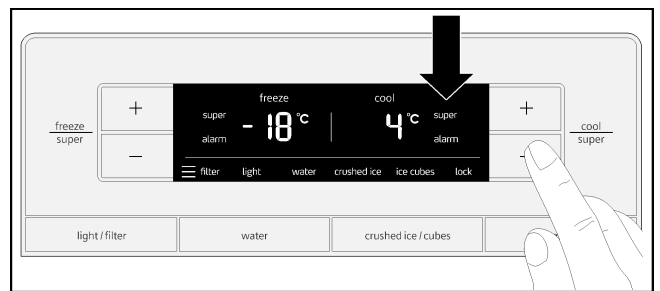 freeze
super
+
−
freeze cool
super super
- 18 °C 4 °C
alarm alarm
filter light water crushed ice ice cubes lock
+
cool
super
light / filter water crushed ice / cubes